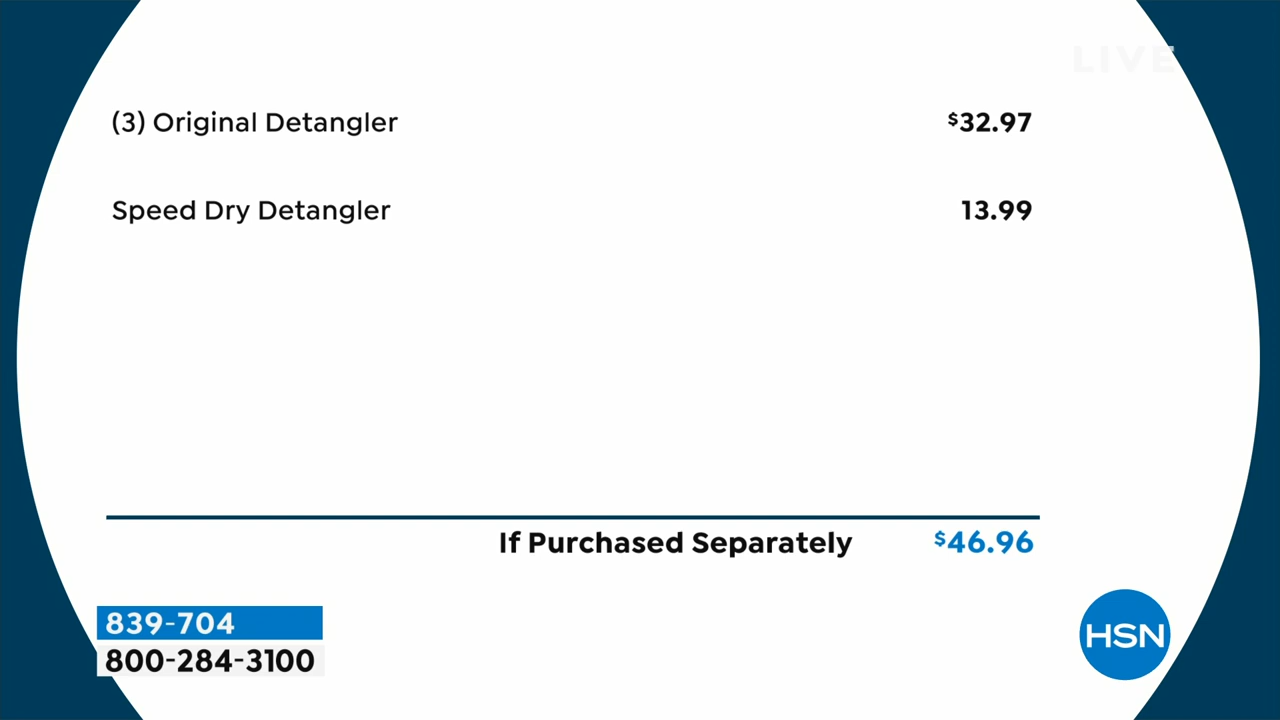 LIVE
(3) Original Detangler $32.97
Speed Dry Detangler 13.99
If Purchased Separately $46.96
839-704
800-284-3100
HSN